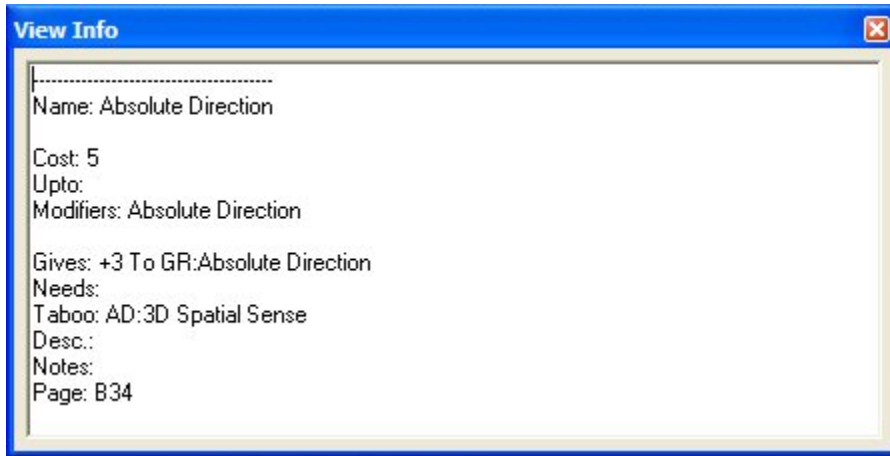 View Info
----------------------------------------
Name: Absolute Direction
Cost: 5
Upto:
Modifiers: Absolute Direction
Gives: +3 To GR:Absolute Direction
Needs:
Taboo: AD:3D Spatial Sense
Desc.:
Notes:
Page: B34